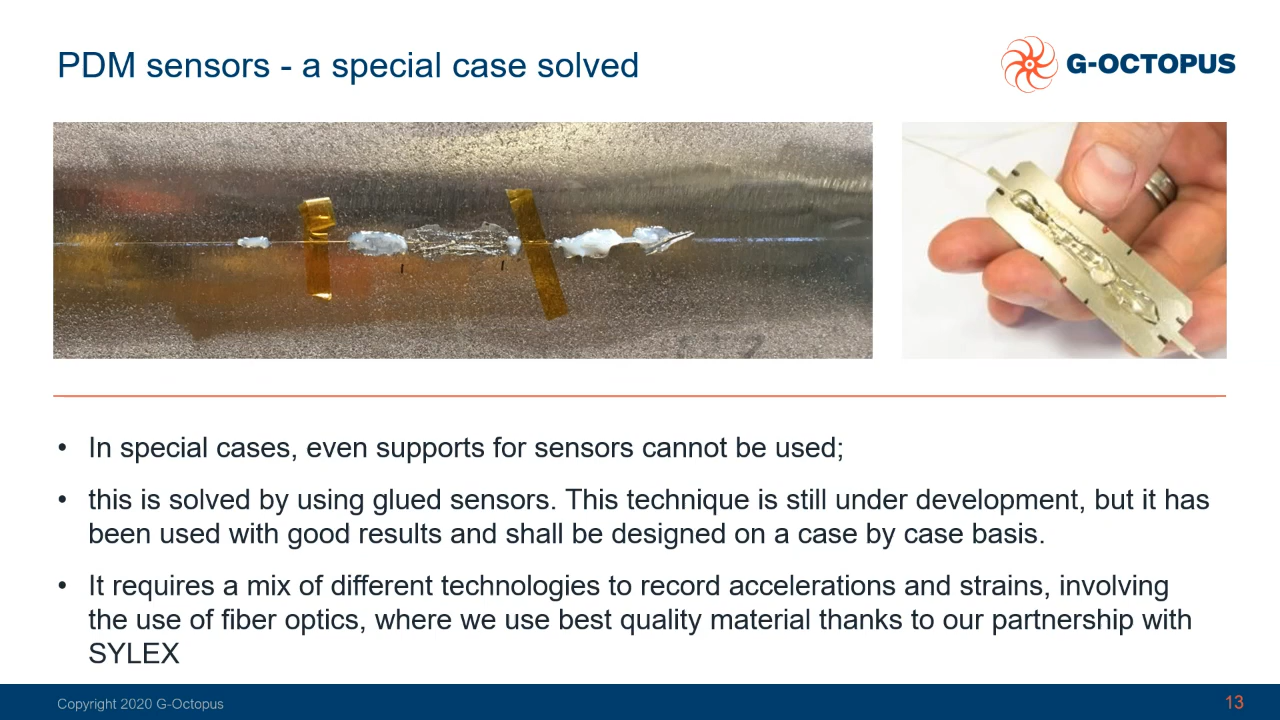 PDM sensors - a special case solved
G-OCTOPUS
• In special cases, even supports for sensors cannot be used;
• this is solved by using glued sensors. This technique is still under development, but it has
been used with good results and shall be designed on a case by case basis.
• It requires a mix of different technologies to record accelerations and strains, involving
the use of fiber optics, where we use best quality material thanks to our partnership with
SYLEX
Copyright 2020 G-Octopus
13